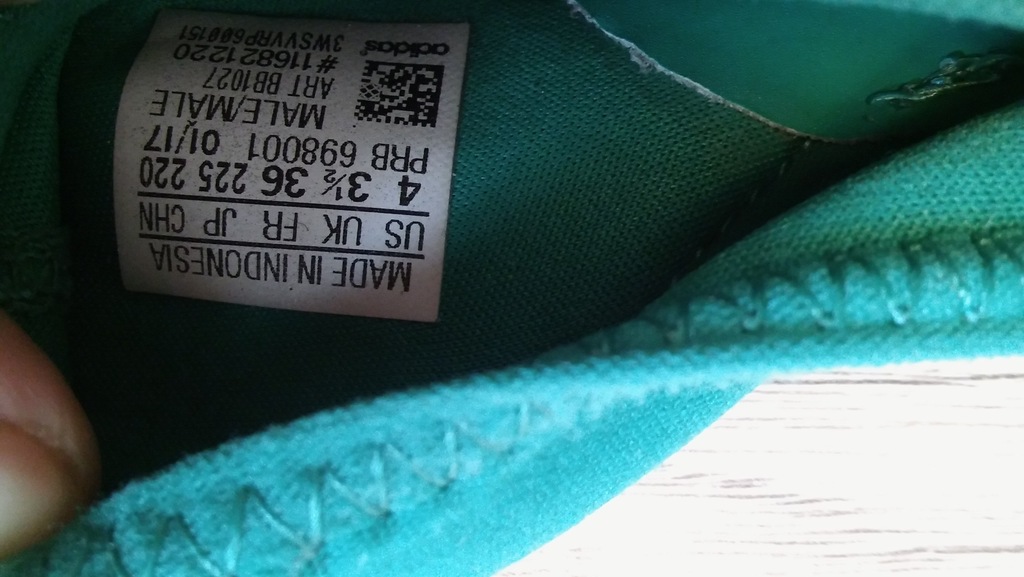 MADE IN INDONESIA
US UK FR JP CHN
4 3½ 36 225 220
PRB 698001 01/17
MALE/MALE
ART BB1027
#116821220
3WSYVRP600151
adidas